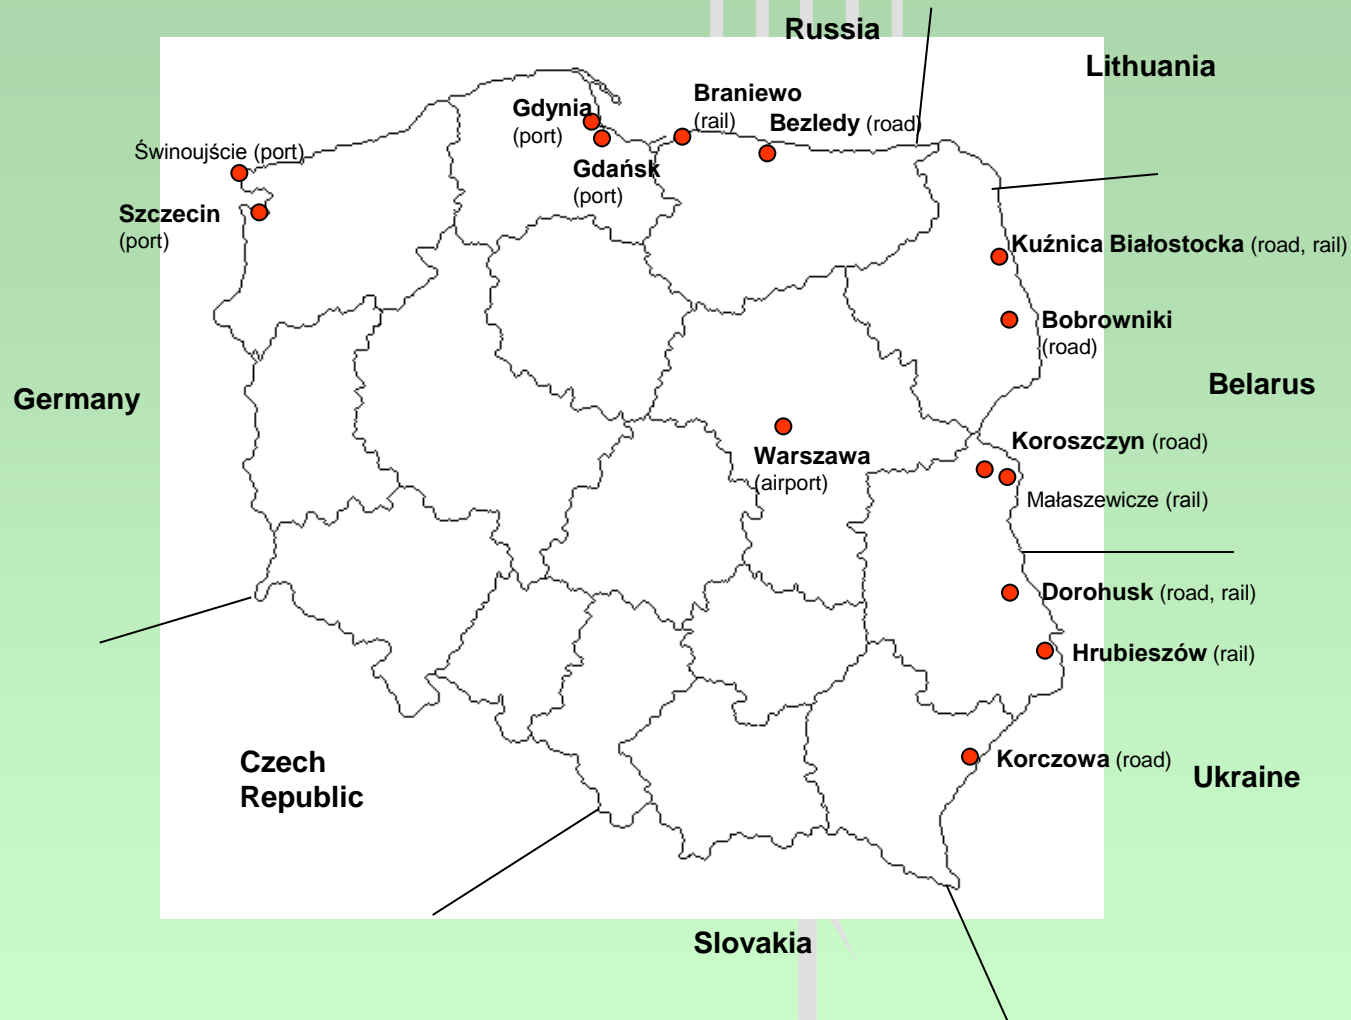 Russia
Lithuania
Braniewo
(rail)
Gdynia
(port)
Bezledy (road)
Świnoujście (port)
Gdańsk
(port)
Szczecin
(port)
Kuźnica Białostocka (road, rail)
Bobrowniki
(road)
Germany
Belarus
Koroszczyn (road)
Warszawa
(airport)
Małaszewicze (rail)
Dorohusk (road, rail)
Hrubieszów (rail)
Czech
Republic
Korczowa (road)
Ukraine
Slovakia